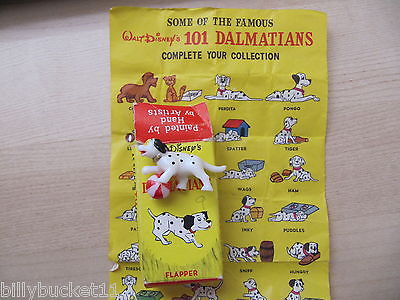 SOME OF THE FAMOUS
WALT DISNEY'S 101 DALMATIANS
COMPLETE YOUR COLLECTION
PERDITA
PONGO
Painted by
Hand
by Artists
SPATTER
TIGER
DISNEY'S
WAGS
HAM
INKY
PUDDLES
FLAPPER
SNIFF
HUNGRY
billybucket11